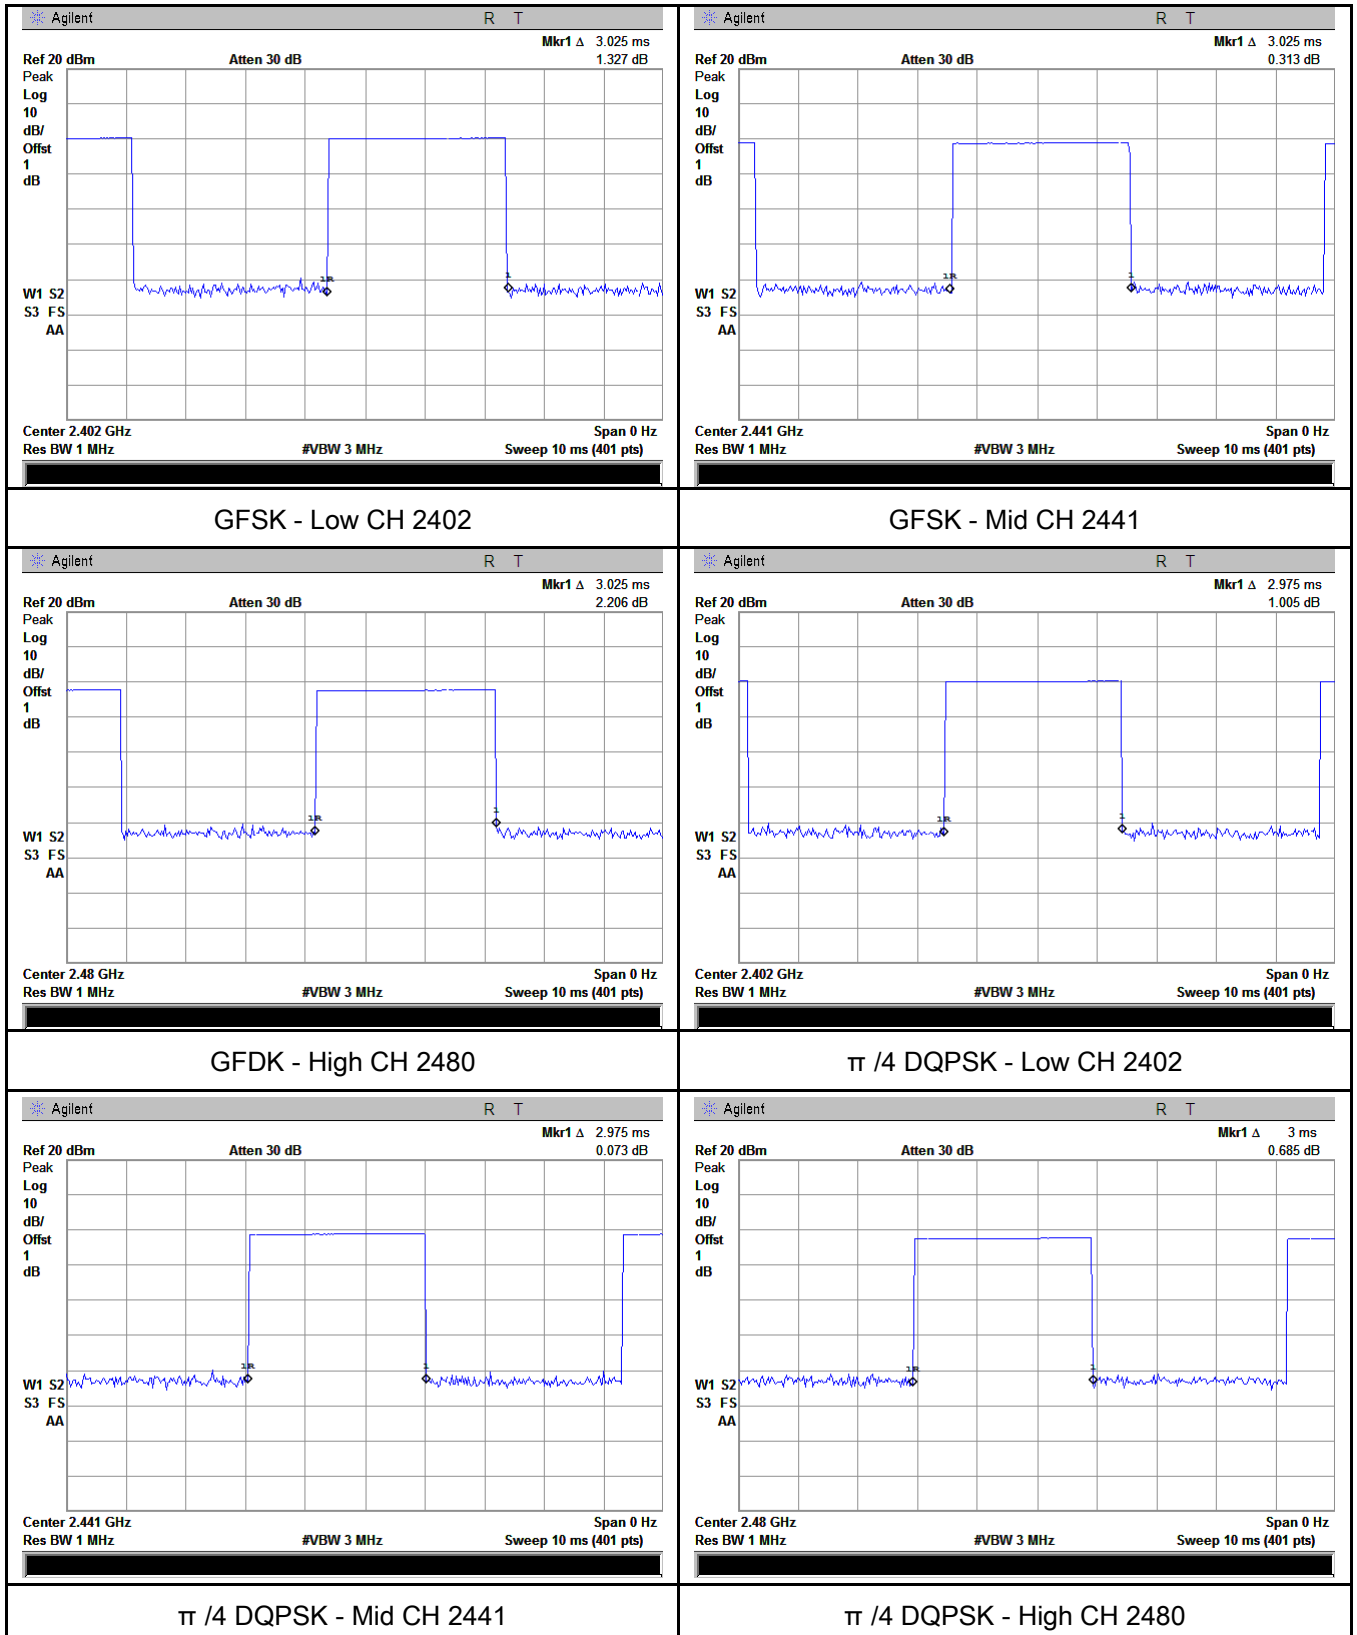 Agilent R T
Mkr1 Δ 3.025 ms
Ref 20 dBm Atten 30 dB 1.327 dB
Peak
Log
10
dB/
Offst
1
dB
1R 1
W1 S2
S3 FS
AA
Center 2.402 GHz Span 0 Hz
Res BW 1 MHz #VBW 3 MHz Sweep 10 ms (401 pts)
GFSK - Low CH 2402
Agilent R T
Mkr1 Δ 3.025 ms
Ref 20 dBm Atten 30 dB 0.313 dB
Peak
Log
10
dB/
Offst
1
dB
1R 1
W1 S2
S3 FS
AA
Center 2.441 GHz Span 0 Hz
Res BW 1 MHz #VBW 3 MHz Sweep 10 ms (401 pts)
GFSK - Mid CH 2441
Agilent R T
Mkr1 Δ 3.025 ms
Ref 20 dBm Atten 30 dB 2.206 dB
Peak
Log
10
dB/
Offst
1
dB
1R 1
W1 S2
S3 FS
AA
Center 2.48 GHz Span 0 Hz
Res BW 1 MHz #VBW 3 MHz Sweep 10 ms (401 pts)
GFDK - High CH 2480
Agilent R T
Mkr1 Δ 2.975 ms
Ref 20 dBm Atten 30 dB 1.005 dB
Peak
Log
10
dB/
Offst
1
dB
1R 1
W1 S2
S3 FS
AA
Center 2.402 GHz Span 0 Hz
Res BW 1 MHz #VBW 3 MHz Sweep 10 ms (401 pts)
π /4 DQPSK - Low CH 2402
Agilent R T
Mkr1 Δ 2.975 ms
Ref 20 dBm Atten 30 dB 0.073 dB
Peak
Log
10
dB/
Offst
1
dB
1R 1
W1 S2
S3 FS
AA
Center 2.441 GHz Span 0 Hz
Res BW 1 MHz #VBW 3 MHz Sweep 10 ms (401 pts)
π /4 DQPSK - Mid CH 2441
Agilent R T
Mkr1 Δ 3 ms
Ref 20 dBm Atten 30 dB 0.685 dB
Peak
Log
10
dB/
Offst
1
dB
1R 1
W1 S2
S3 FS
AA
Center 2.48 GHz Span 0 Hz
Res BW 1 MHz #VBW 3 MHz Sweep 10 ms (401 pts)
π /4 DQPSK - High CH 2480